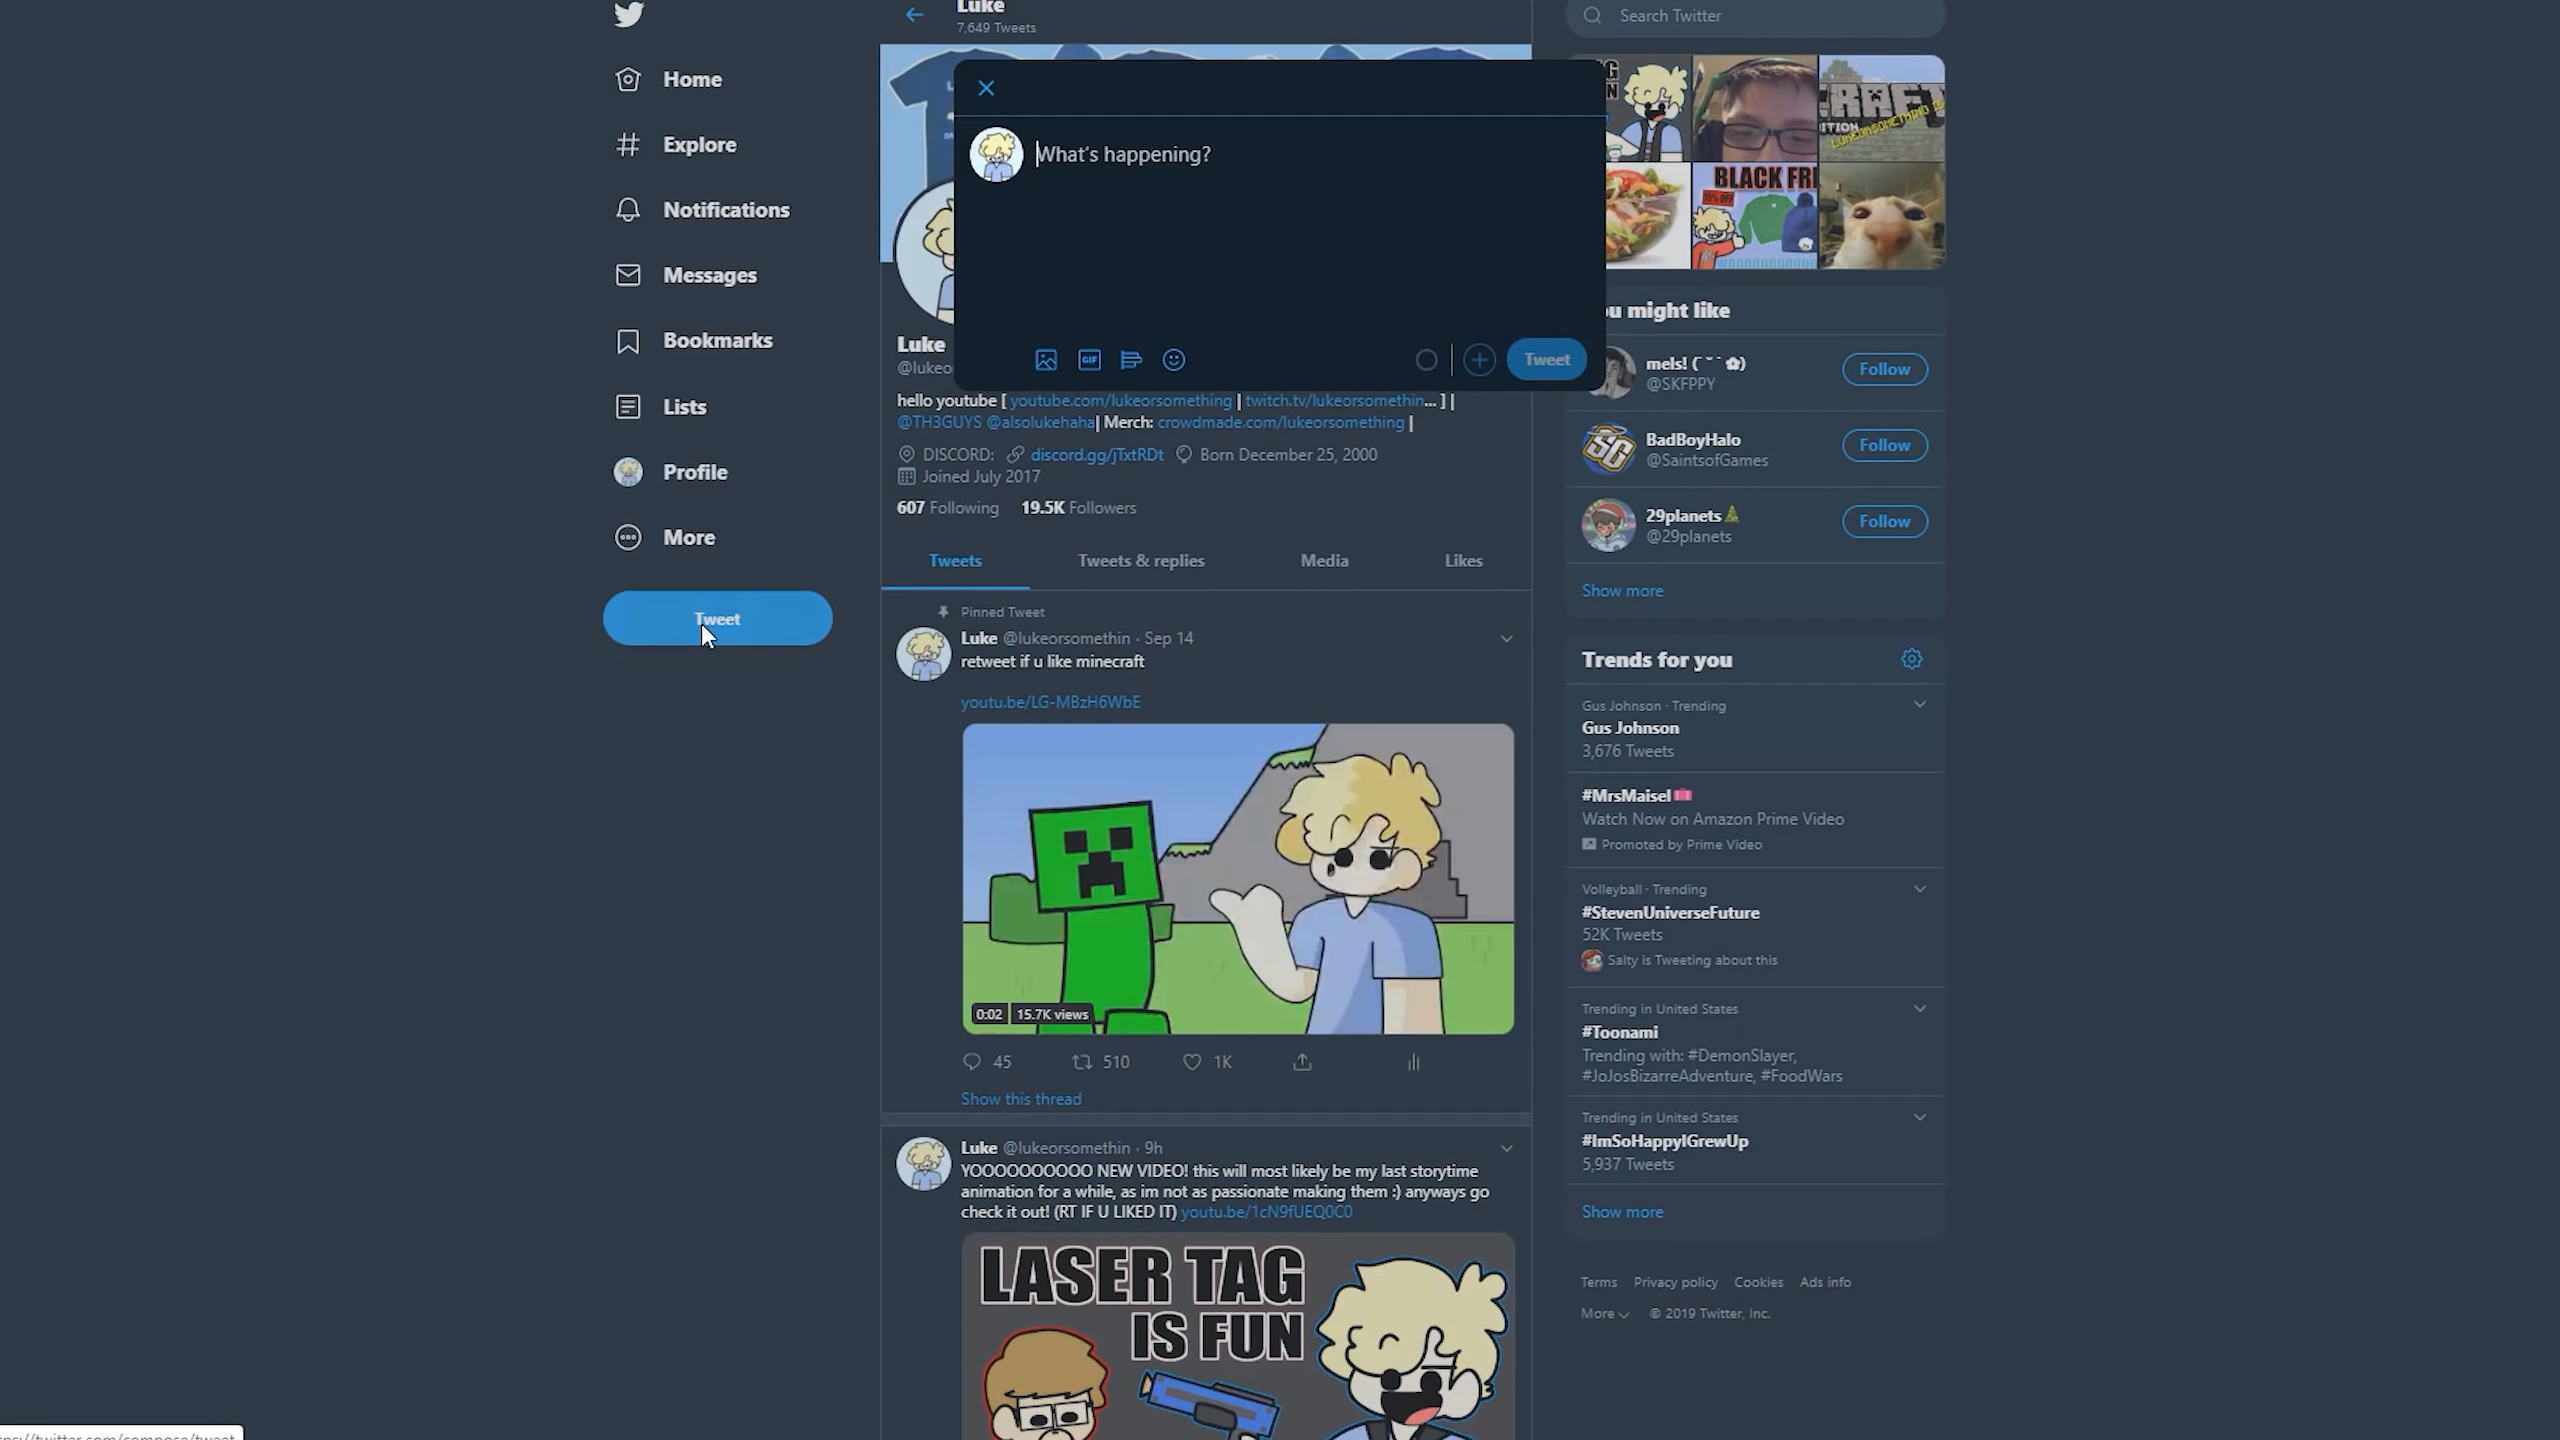 Home
Explore
Notifications
Messages
Bookmarks
Lists
Profile
More
Tweet
Luke
7,649 Tweets
What's happening?
GIF
Tweet
Luke
hello youtube [ youtube.com/lukeorsomething | twitch.tv/lukeorsomethin... ] |
@TH3GUYS @alsolukehaha| Merch: crowdmade.com/lukeorsomething |
DISCORD: discord.gg/jTxtRDt Born December 25, 2000
Joined July 2017
607 Following 19.5K Followers
Tweets Tweets & replies Media Likes
Pinned Tweet
Luke @lukeorsomethin · Sep 14
retweet if u like minecraft
youtu.be/LG-MBzH6WbE
0:02 15.7K views
45 510 1K
Show this thread
Luke @lukeorsomethin · 9h
YOOOOOOOOOO NEW VIDEO! this will most likely be my last storytime
animation for a while, as im not as passionate making them :) anyways go
check it out! (RT IF U LIKED IT) youtu.be/1cN9fUEQ0C0
LASER TAG
IS FUN
Search Twitter
BLACK FRI
might like
mels! (˘ ˘ ✿)
@SKFPPY
Follow
BadBoyHalo
@SaintsofGames
Follow
29planets🎄
@29planets
Follow
Show more
Trends for you
Gus Johnson · Trending
Gus Johnson
3,676 Tweets
#MrsMaisel
Watch Now on Amazon Prime Video
Promoted by Prime Video
Volleyball · Trending
#StevenUniverseFuture
52K Tweets
Salty is Tweeting about this
Trending in United States
#Toonami
Trending with: #DemonSlayer,
#JoJosBizarreAdventure, #FoodWars
Trending in United States
#ImSoHappyIGrewUp
5,937 Tweets
Show more
Terms Privacy policy Cookies Ads info
More © 2019 Twitter, Inc.